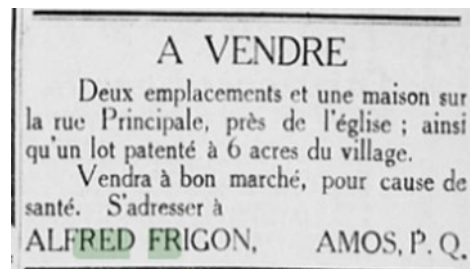 A VENDRE
Deux emplacements et une maison sur
la rue Principale, près de l'église ; ainsi
qu'un lot patenté à 6 acres du village.
Vendra à bon marché, pour cause de
santé. S'adresser à
ALFRED FRIGON, AMOS, P. Q.